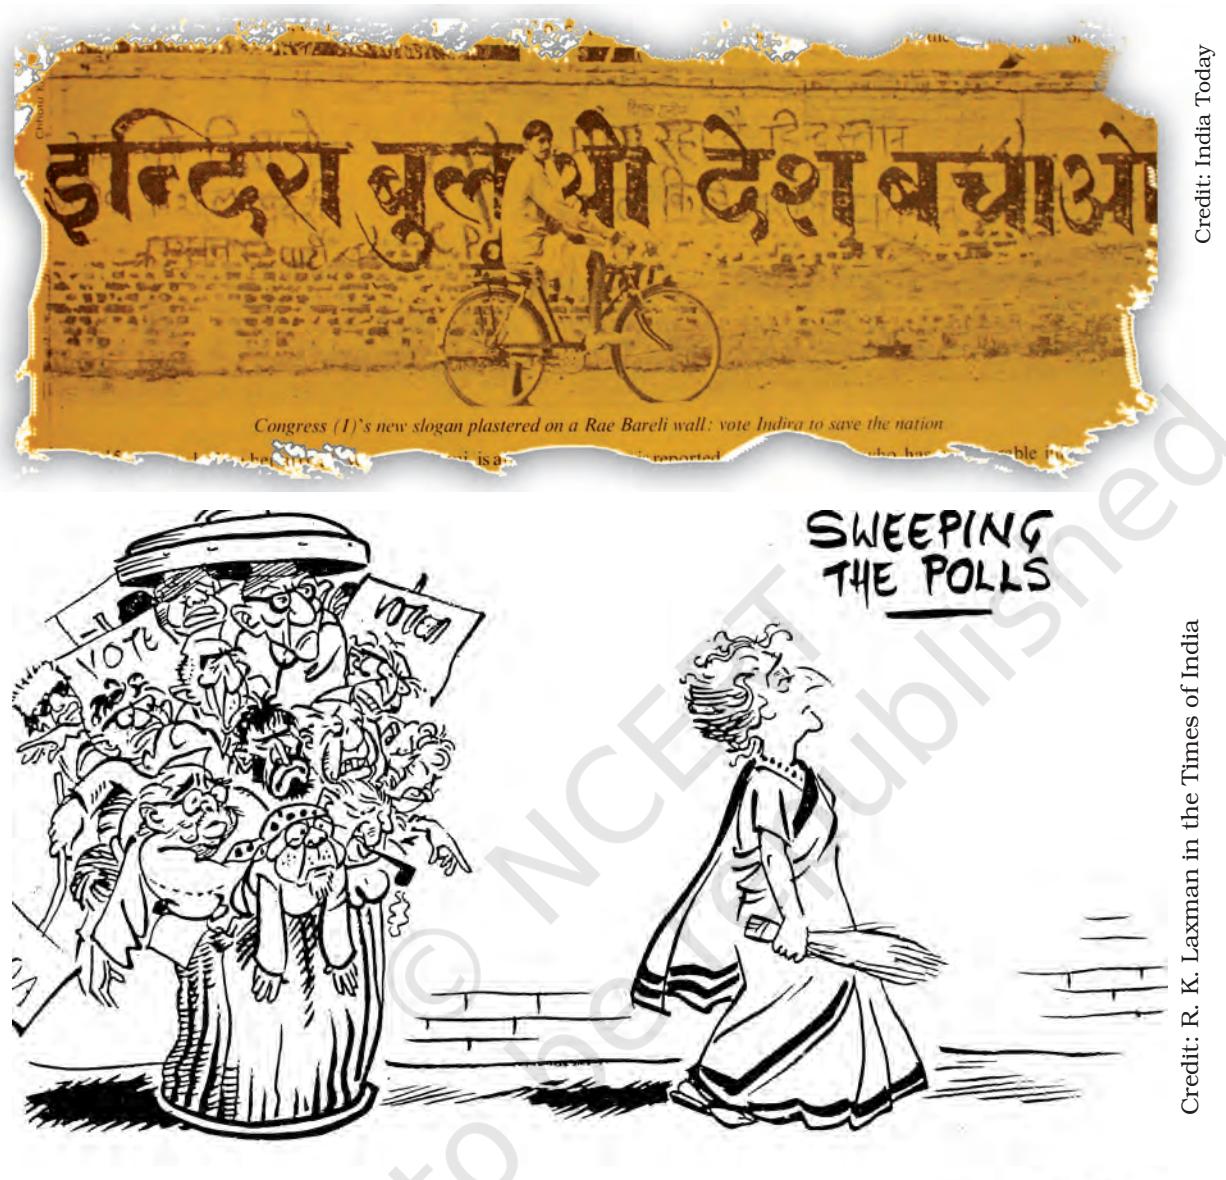 इन्दिरा बुलाओ देश बचाओ
Congress (I)'s new slogan plastered on a Rae Bareli wall: vote Indira to save the nation
Credit: India Today
SWEEPING
THE POLLS
VOTE
VOTE
Credit: R. K. Laxman in the Times of India
© NCERT
not to be republished